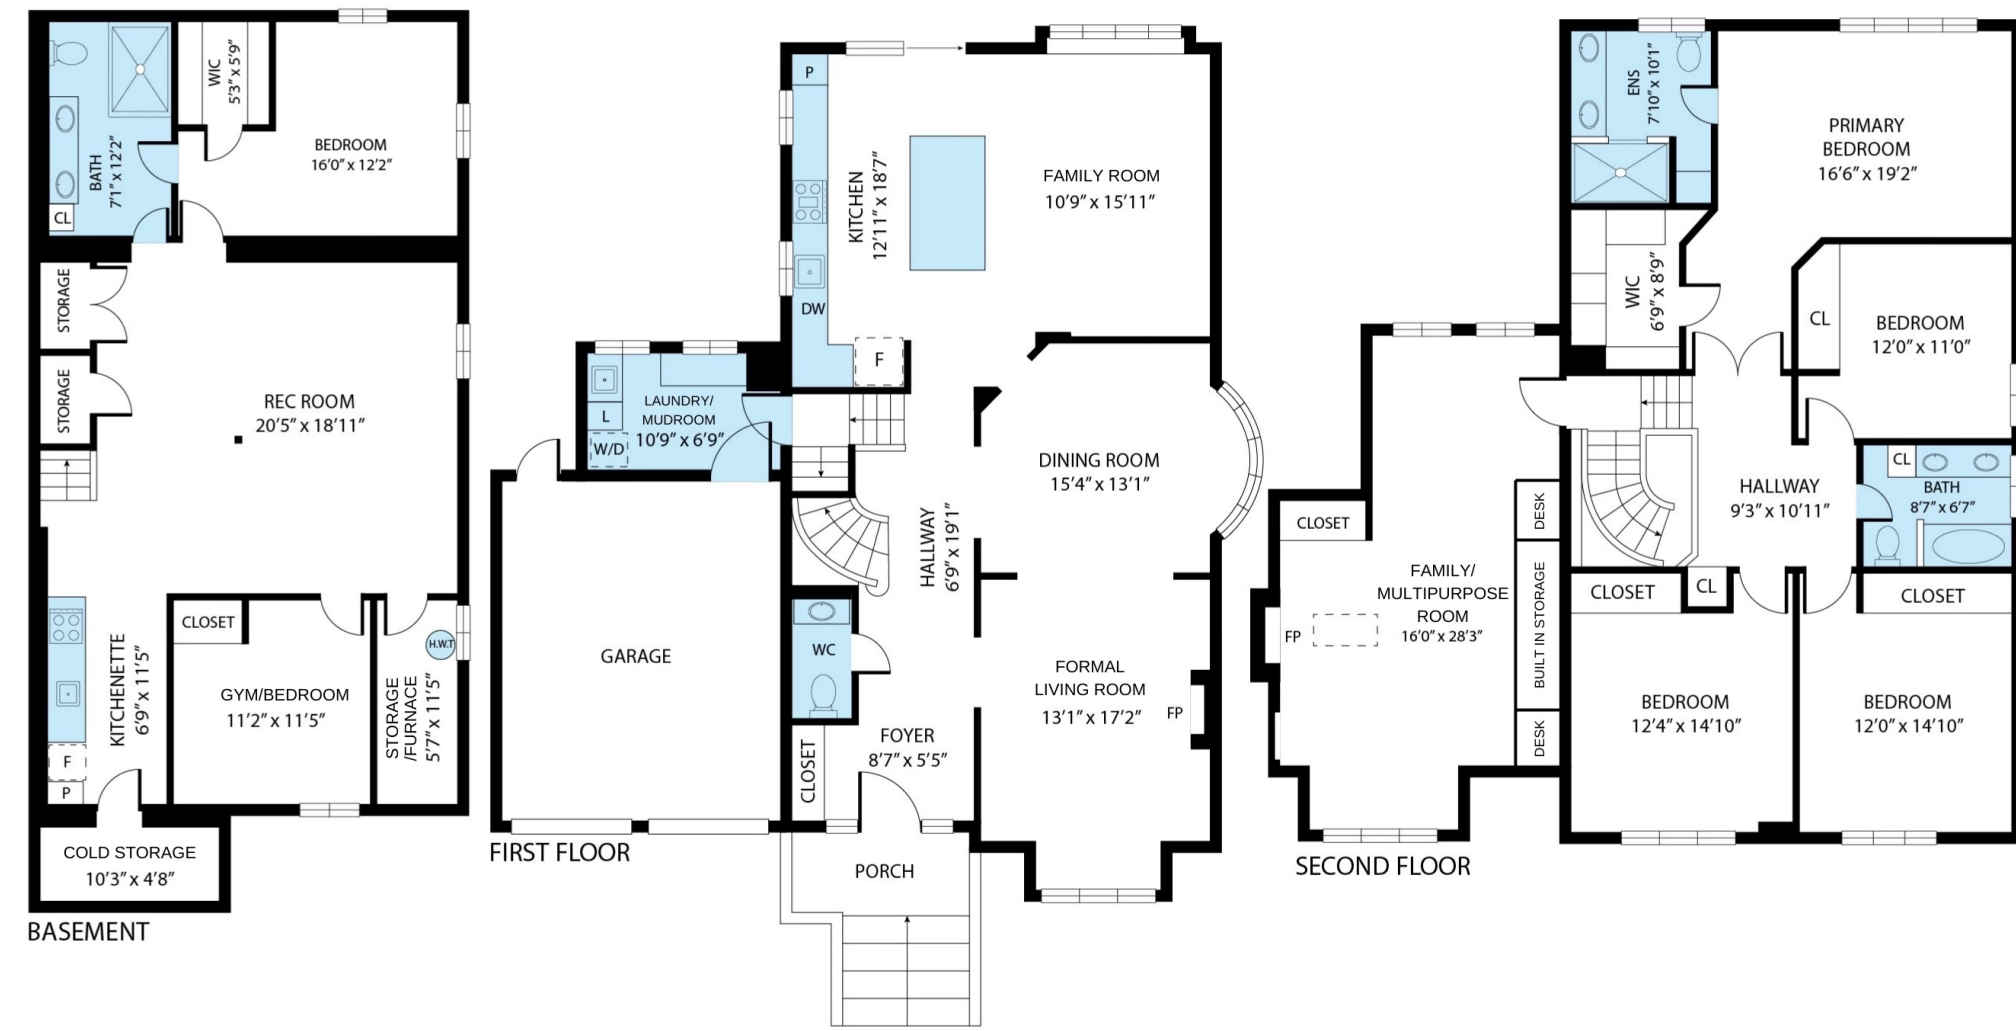 BATH
7'1" x 12'2"
CL
WIC
5'3" x 5'9"
BEDROOM
16'0" x 12'2"
STORAGE
STORAGE
REC ROOM
20'5" x 18'11"
KITCHENETTE
6'9" x 11'5"
F
P
CLOSET
GYM/BEDROOM
11'2" x 11'5"
STORAGE
/FURNACE
5'7" x 11'5"
H.W.T
COLD STORAGE
10'3" x 4'8"
BASEMENT
P
KITCHEN
12'11" x 18'7"
DW
F
FAMILY ROOM
10'9" x 15'11"
LAUNDRY/
MUDROOM
10'9" x 6'9"
L
W/D
DINING ROOM
15'4" x 13'1"
HALLWAY
6'9" x 19'1"
GARAGE
WC
FORMAL
LIVING ROOM
13'1" x 17'2"
FP
FOYER
8'7" x 5'5"
CLOSET
PORCH
FIRST FLOOR
ENS
7'10" x 10'1"
PRIMARY
BEDROOM
16'6" x 19'2"
WIC
6'9" x 8'9"
CL
BEDROOM
12'0" x 11'0"
HALLWAY
9'3" x 10'11"
CL
BATH
8'7" x 6'7"
CLOSET
DESK
FAMILY/
MULTIPURPOSE
ROOM
16'0" x 28'3"
FP
BUILT IN STORAGE
DESK
CLOSET
CL
CLOSET
BEDROOM
12'4" x 14'10"
BEDROOM
12'0" x 14'10"
SECOND FLOOR